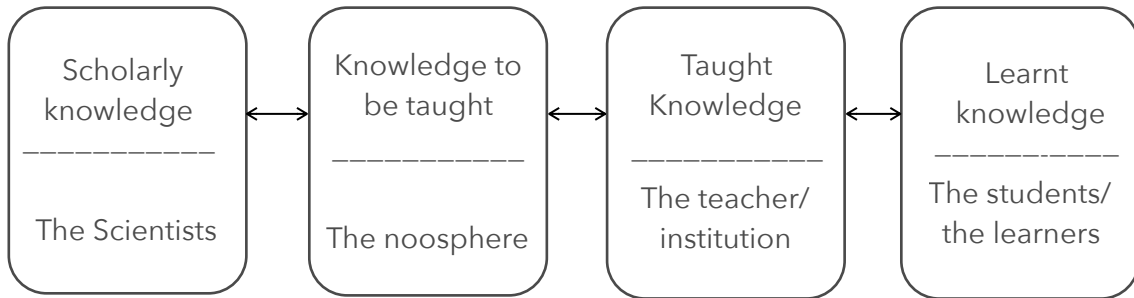 Scholarly
knowledge
The Scientists
Knowledge to
be taught
The noosphere
Taught
Knowledge
The teacher/
institution
Learnt
knowledge
The students/
the learners